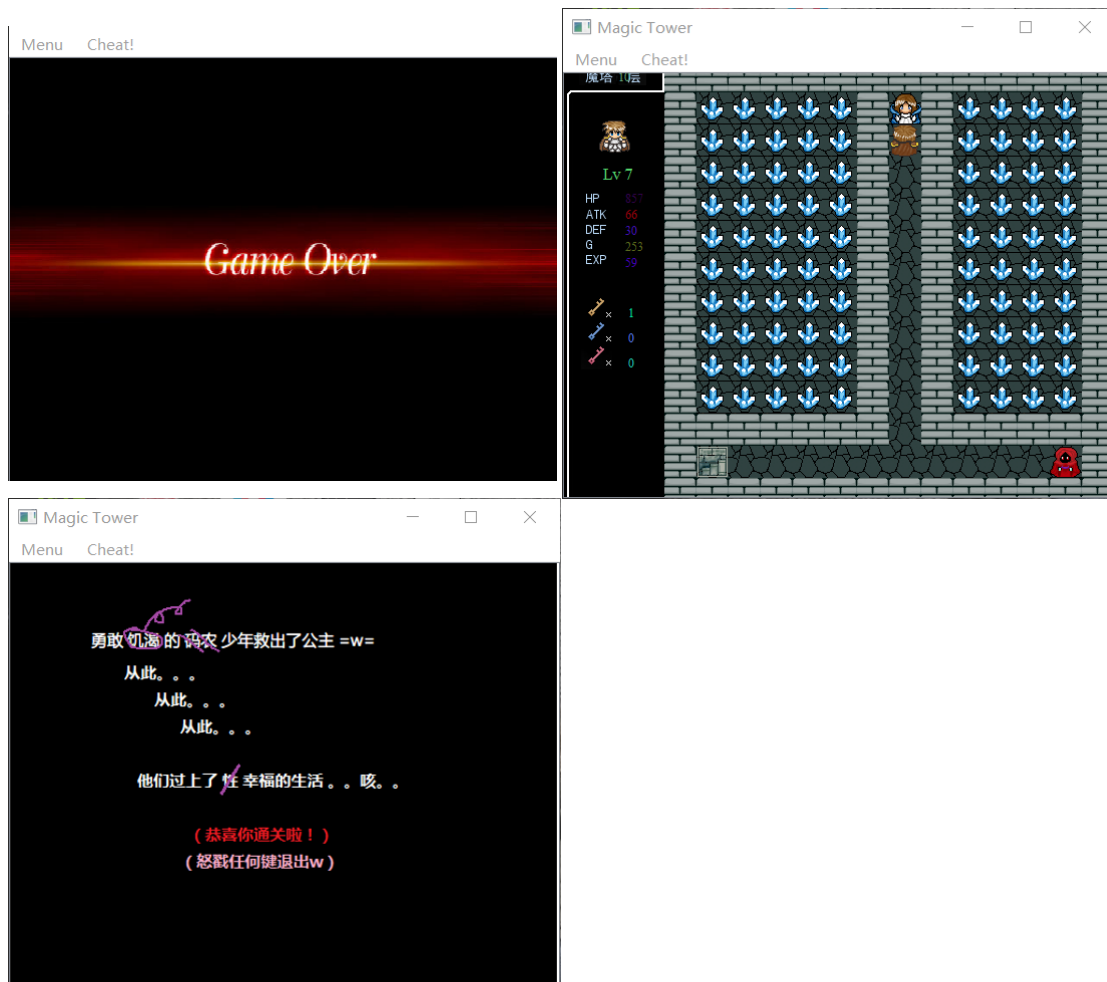 Menu Cheat!
Game Over
Magic Tower
Menu Cheat!
魔塔 10层
Lv 7
HP 857
ATK 66
DEF 30
G 253
EXP 59
× 1
× 0
× 0
Magic Tower
Menu Cheat!
勇敢 饥渴 的 码农 少年救出了公主 =w=
从此。。。
从此。。。
从此。。。
他们过上了 性 幸福的生活 。。咳。。
（恭喜你通关啦！）
（怒戳任何键退出w）